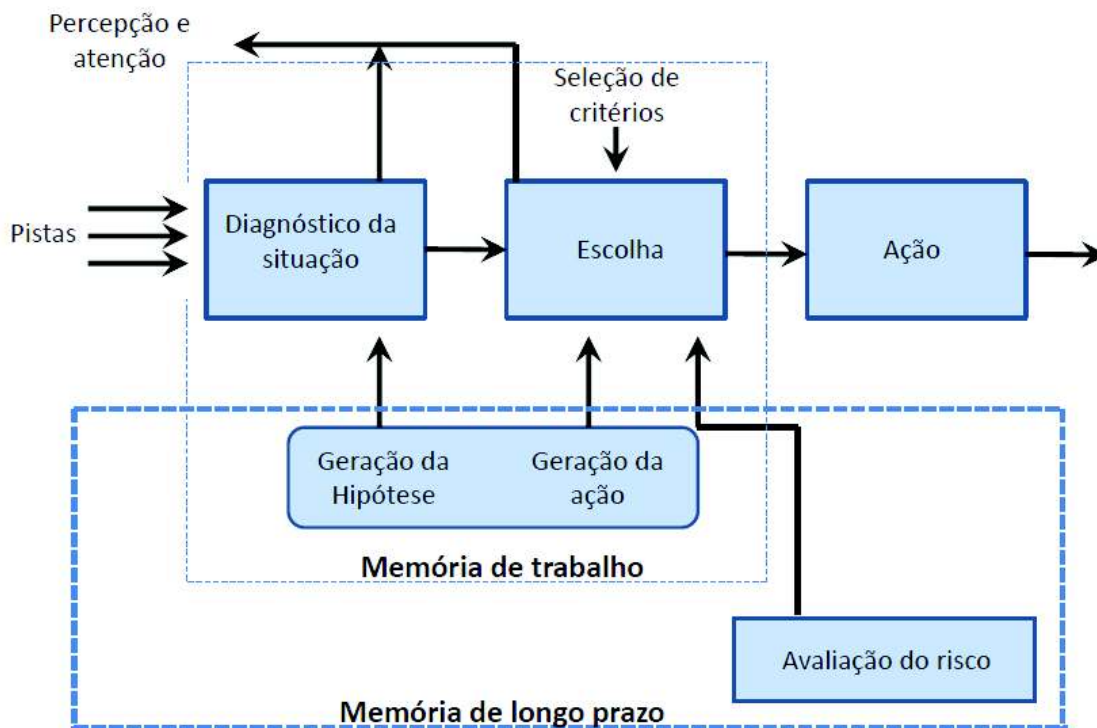 Percepção e
atenção
Seleção de
critérios
Pistas
Diagnóstico da
situação
Escolha
Ação
Geração da
Hipótese
Geração da
ação
Memória de trabalho
Avaliação do risco
Memória de longo prazo